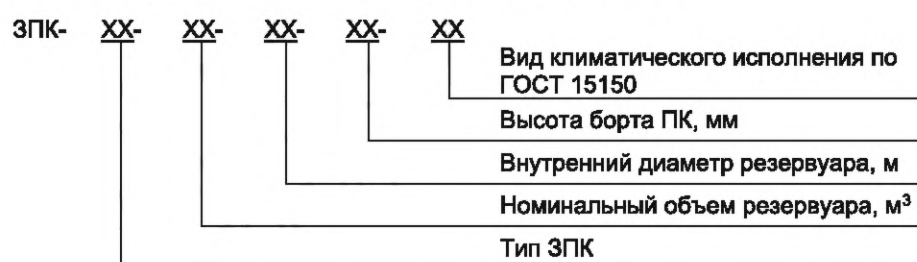 ЗПК- XX- XX- XX- XX- XX
Вид климатического исполнения по
ГОСТ 15150
Высота борта ПК, мм
Внутренний диаметр резервуара, м
Номинальный объем резервуара, м³
Тип ЗПК